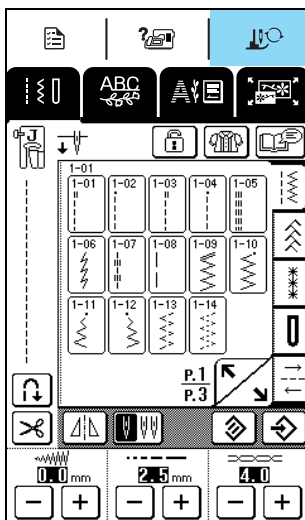 ?
ABC
A
J
1-01
1-01 1-02 1-03 1-04 1-05
1-06 1-07 1-08 1-09 1-10
1-11 1-12 1-13 1-14
P.1
P.3
0.0 mm 2.5 mm 4.0
− + − + − +